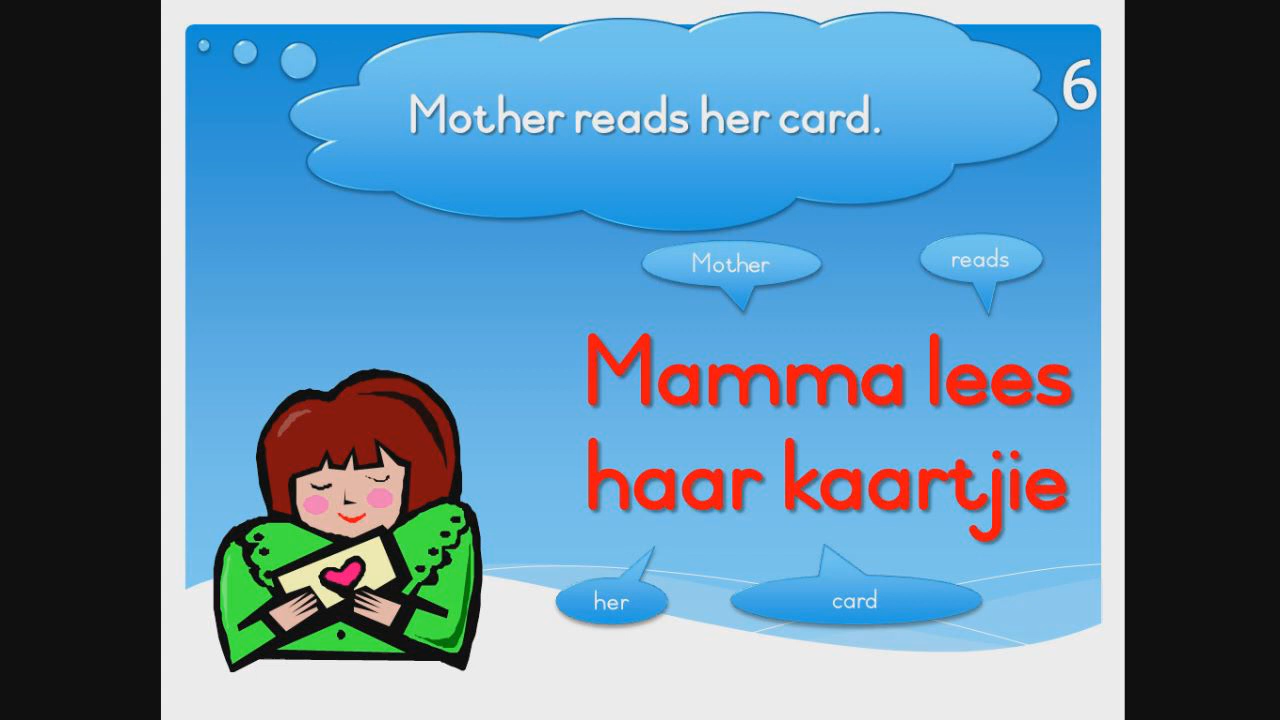 Mother reads her card.
6
Mother
reads
Mamma lees
haar kaartjie
her
card